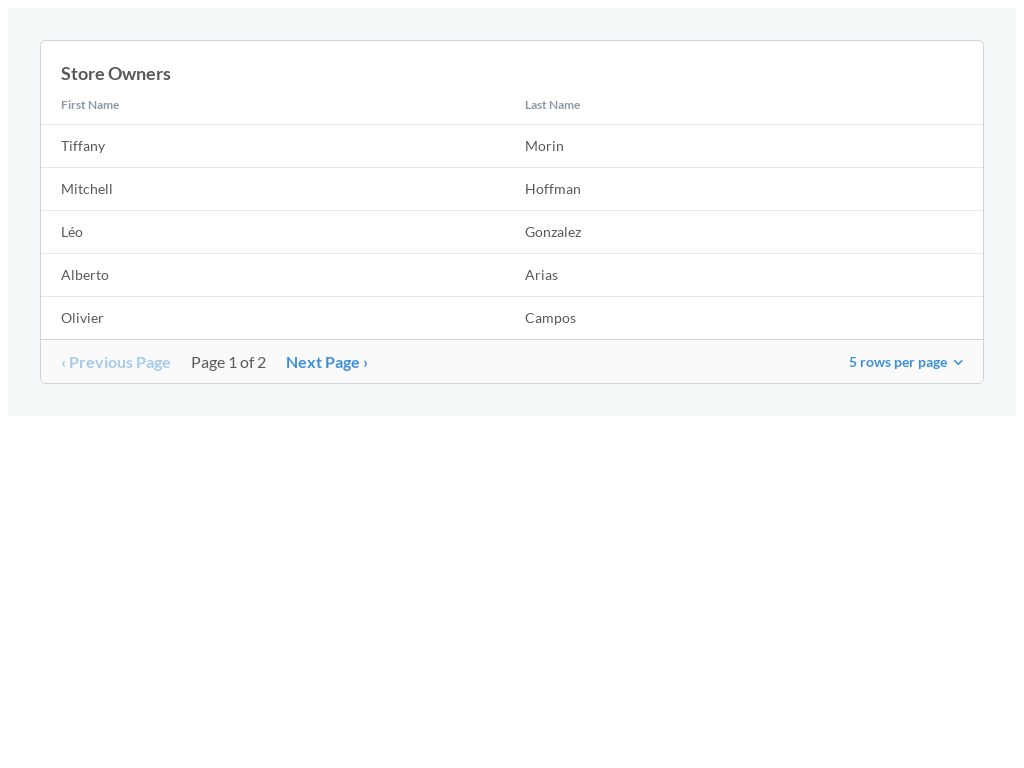 Store Owners
First Name Last Name
Tiffany Morin
Mitchell Hoffman
Léo Gonzalez
Alberto Arias
Olivier Campos
‹ Previous Page Page 1 of 2 Next Page › 5 rows per page